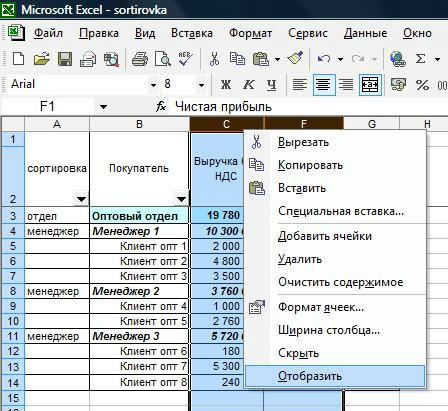 Microsoft Excel - sortirovka
Файл Правка Вид Вставка Формат Сервис Данные Окно
Arial 8 Ж К Ч %
F1 fx Чистая прибыль
A B C F G H
1
сортировка Покупатель Выручка б
НДС
2
3 отдел Оптовый отдел 19 780
4 менеджер Менеджер 1 10 300
5 Клиент опт 1 2 000
6 Клиент опт 2 4 800
7 Клиент опт 3 3 500
8 менеджер Менеджер 2 3 760
9 Клиент опт 4 1 000
10 Клиент опт 5 2 760
11 менеджер Менеджер 3 5 720
12 Клиент опт 6 180
13 Клиент опт 7 5 300
14 Клиент опт 8 240
15
Вырезать
Копировать
Вставить
Специальная вставка...
Добавить ячейки
Удалить
Очистить содержимое
Формат ячеек...
Ширина столбца...
Скрыть
Отобразить